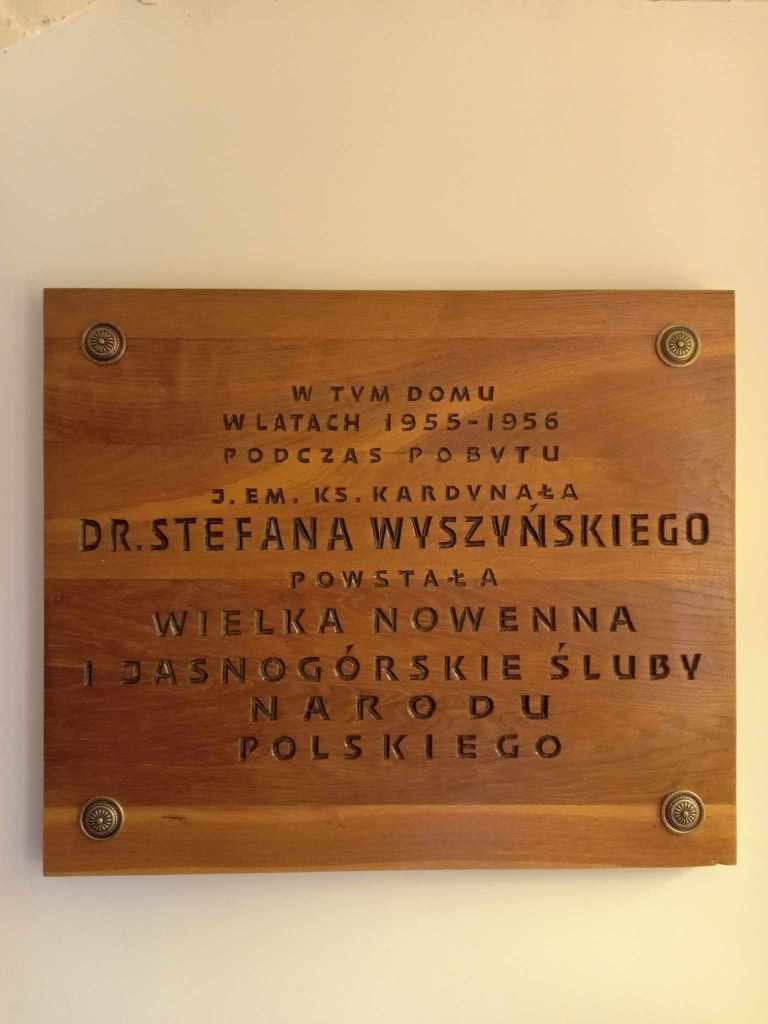 W TYM DOMU
W LATACH 1955-1956
PODCZAS POBYTU
J. EM. KS. KARDYNAŁA
DR. STEFANA WYSZYŃSKIEGO
POWSTAŁA
WIELKA NOWENNA
I JASNOGÓRSKIE ŚLUBY
NARODU
POLSKIEGO